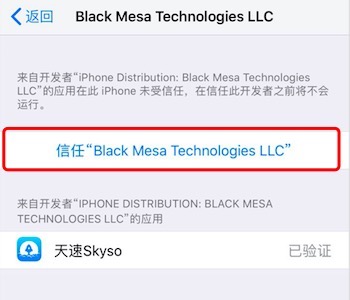 返回 Black Mesa Technologies LLC
来自开发者“iPhone Distribution: Black Mesa Technologies
LLC”的应用在此 iPhone 未受信任，在信任此开发者之前将不会
运行。
信任“Black Mesa Technologies LLC”
来自开发者“IPHONE DISTRIBUTION: BLACK MESA
TECHNOLOGIES LLC”的应用
天速Skyso 已验证